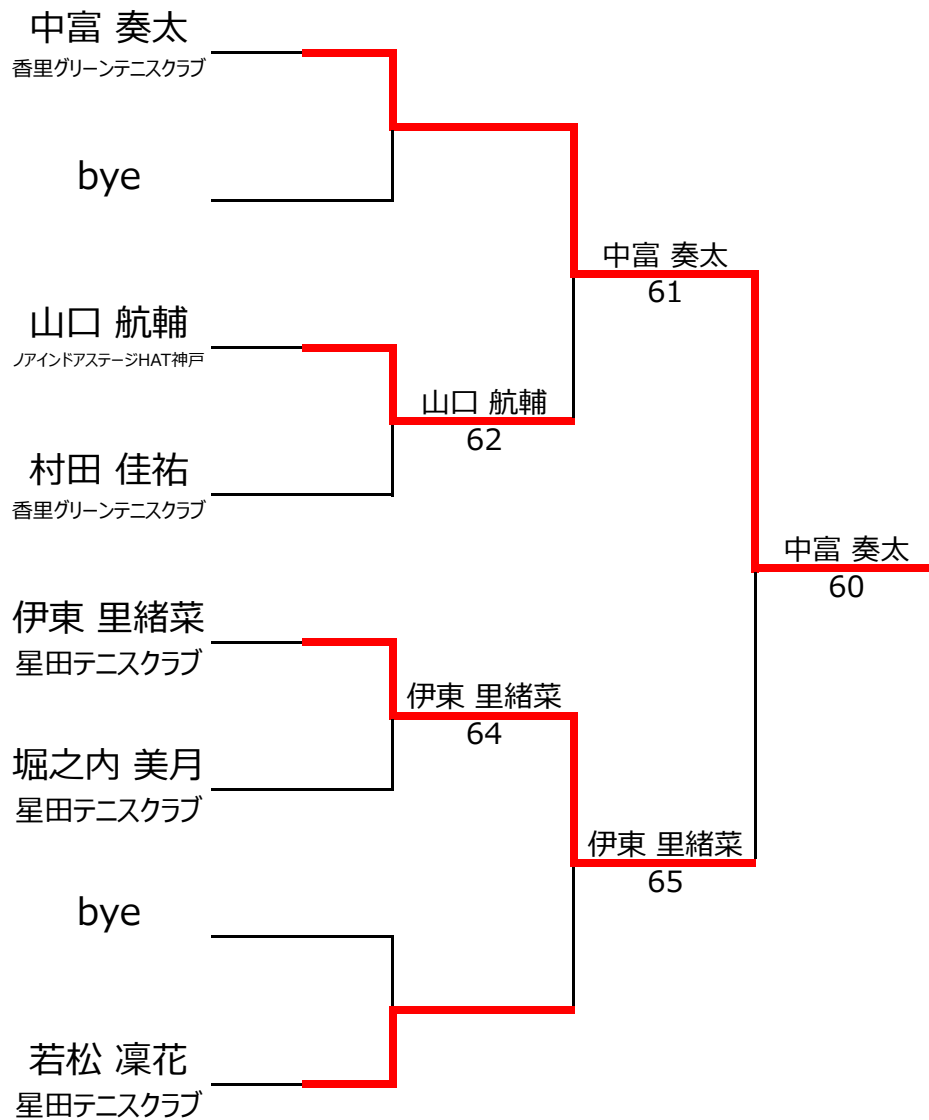 中富 奏太
香里グリーンテニスクラブ
bye
中富 奏太
61
山口 航輔
ノアインドアステージHAT神戸
山口 航輔
62
村田 佳祐
香里グリーンテニスクラブ
中富 奏太
60
伊東 里緒菜
星田テニスクラブ
伊東 里緒菜
64
堀之内 美月
星田テニスクラブ
伊東 里緒菜
65
bye
若松 凜花
星田テニスクラブ